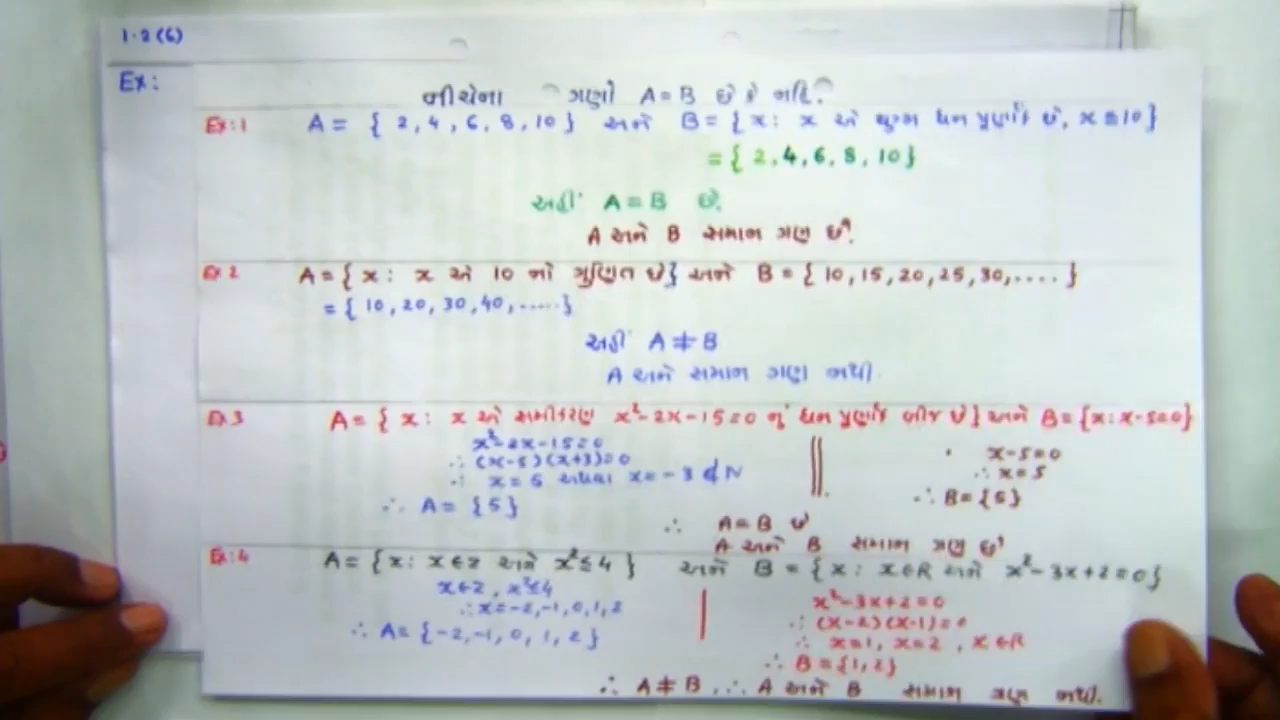 1.2(6)
Ex:
નીચેના ગણો A=B છે કે નહિ.
Ex:1 A = { 2, 4, 6, 8, 10 } અને B = { x : x એ યુગ્મ ધન પૂર્ણાંક છે, x ≤ 10 }
= { 2, 4, 6, 8, 10 }
અહીં A = B છે.
A અને B સમાન ગણ છે.
Ex 2 A = { x : x એ 10 નો ગુણિત છે } અને B = { 10, 15, 20, 25, 30, .... }
= { 10, 20, 30, 40, ..... }
અહીં A ≠ B
A અને સમાન ગણ નથી.
Ex 3 A = { x : x એ સમીકરણ x²-2x-15=0 નું ધન પૂર્ણાંક બીજ છે } અને B = {x : x-5=0}
x²-2x-15=0
∴ (x-5)(x+3)=0
∴ x = 5 અથવા x = -3 ∉ N
∴ A = {5}
x-5=0
∴ x=5
∴ B = {5}
∴ A = B છે
A અને B સમાન ગણ છે
Ex:4 A = { x : x∈z અને x² ≤ 4 } અને B = { x : x∈R અને x²-3x+2=0 }
x∈z, x²≤4
∴ x = -2, -1, 0, 1, 2
∴ A = {-2, -1, 0, 1, 2 }
x²-3x+2=0
∴ (x-2)(x-1)=0
∴ x=1, x=2, x∈R
∴ B = {1, 2}
∴ A ≠ B ∴ A અને B સમાન ગણ નથી.